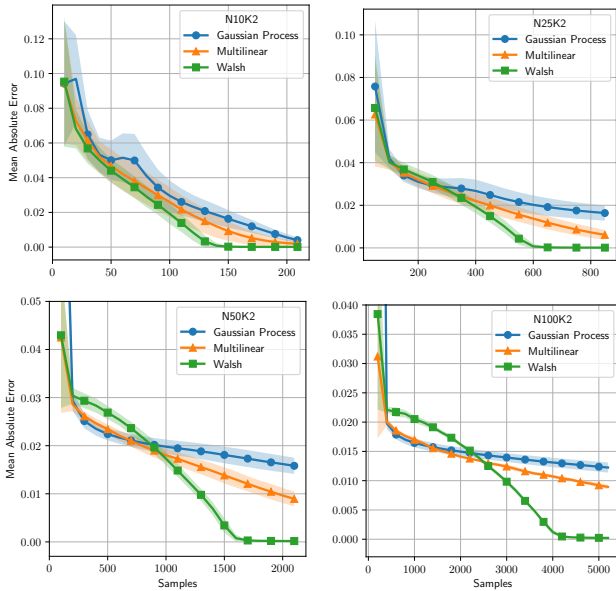 N10K2
Gaussian Process
Multilinear
Walsh
Mean Absolute Error
0.12
0.10
0.08
0.06
0.04
0.02
0.00
0
50
100
150
200
N25K2
Gaussian Process
Multilinear
Walsh
0.10
0.08
0.06
0.04
0.02
0.00
200
400
600
800
N50K2
Gaussian Process
Multilinear
Walsh
Mean Absolute Error
0.05
0.04
0.03
0.02
0.01
0.00
0
500
1000
1500
2000
Samples
N100K2
Gaussian Process
Multilinear
Walsh
0.040
0.035
0.030
0.025
0.020
0.015
0.010
0.005
0.000
0
1000
2000
3000
4000
5000
Samples